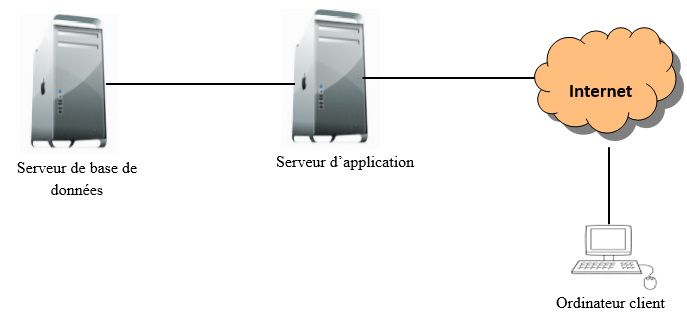 Serveur de base de
données
Serveur d’application
Internet
Ordinateur client